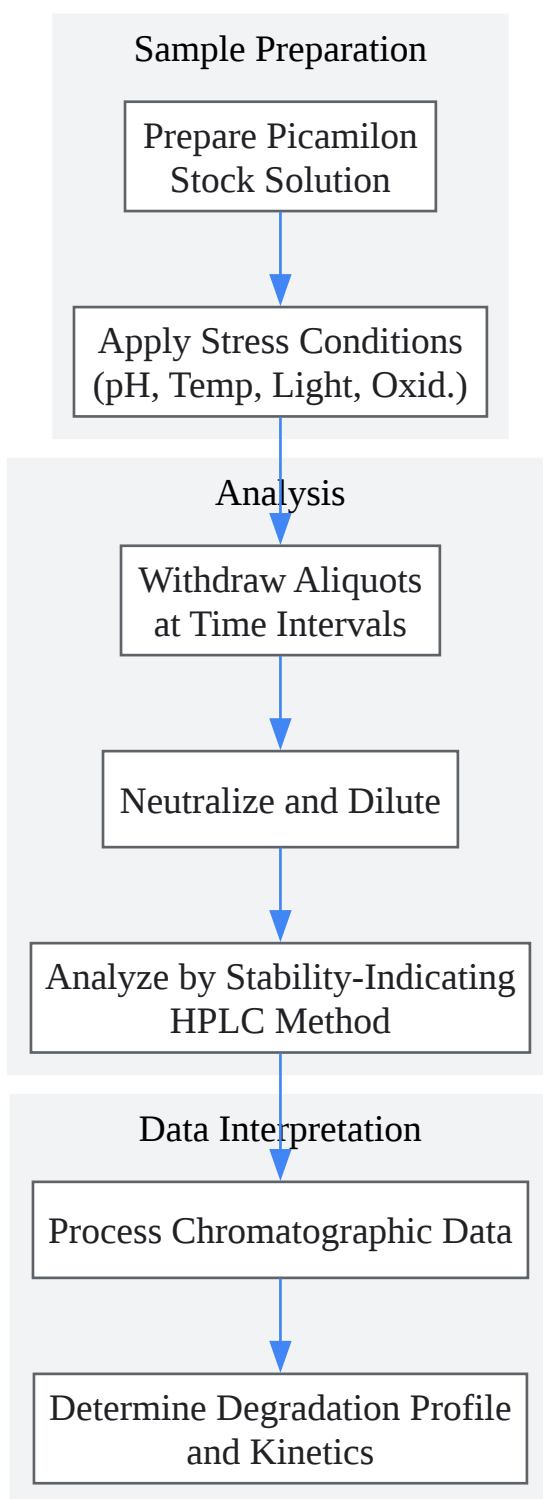 Sample Preparation
Prepare Picamilon
Stock Solution
Apply Stress Conditions
(pH, Temp, Light, Oxid.)
Analysis
Withdraw Aliquots
at Time Intervals
Neutralize and Dilute
Analyze by Stability-Indicating
HPLC Method
Data Interpretation
Process Chromatographic Data
Determine Degradation Profile
and Kinetics